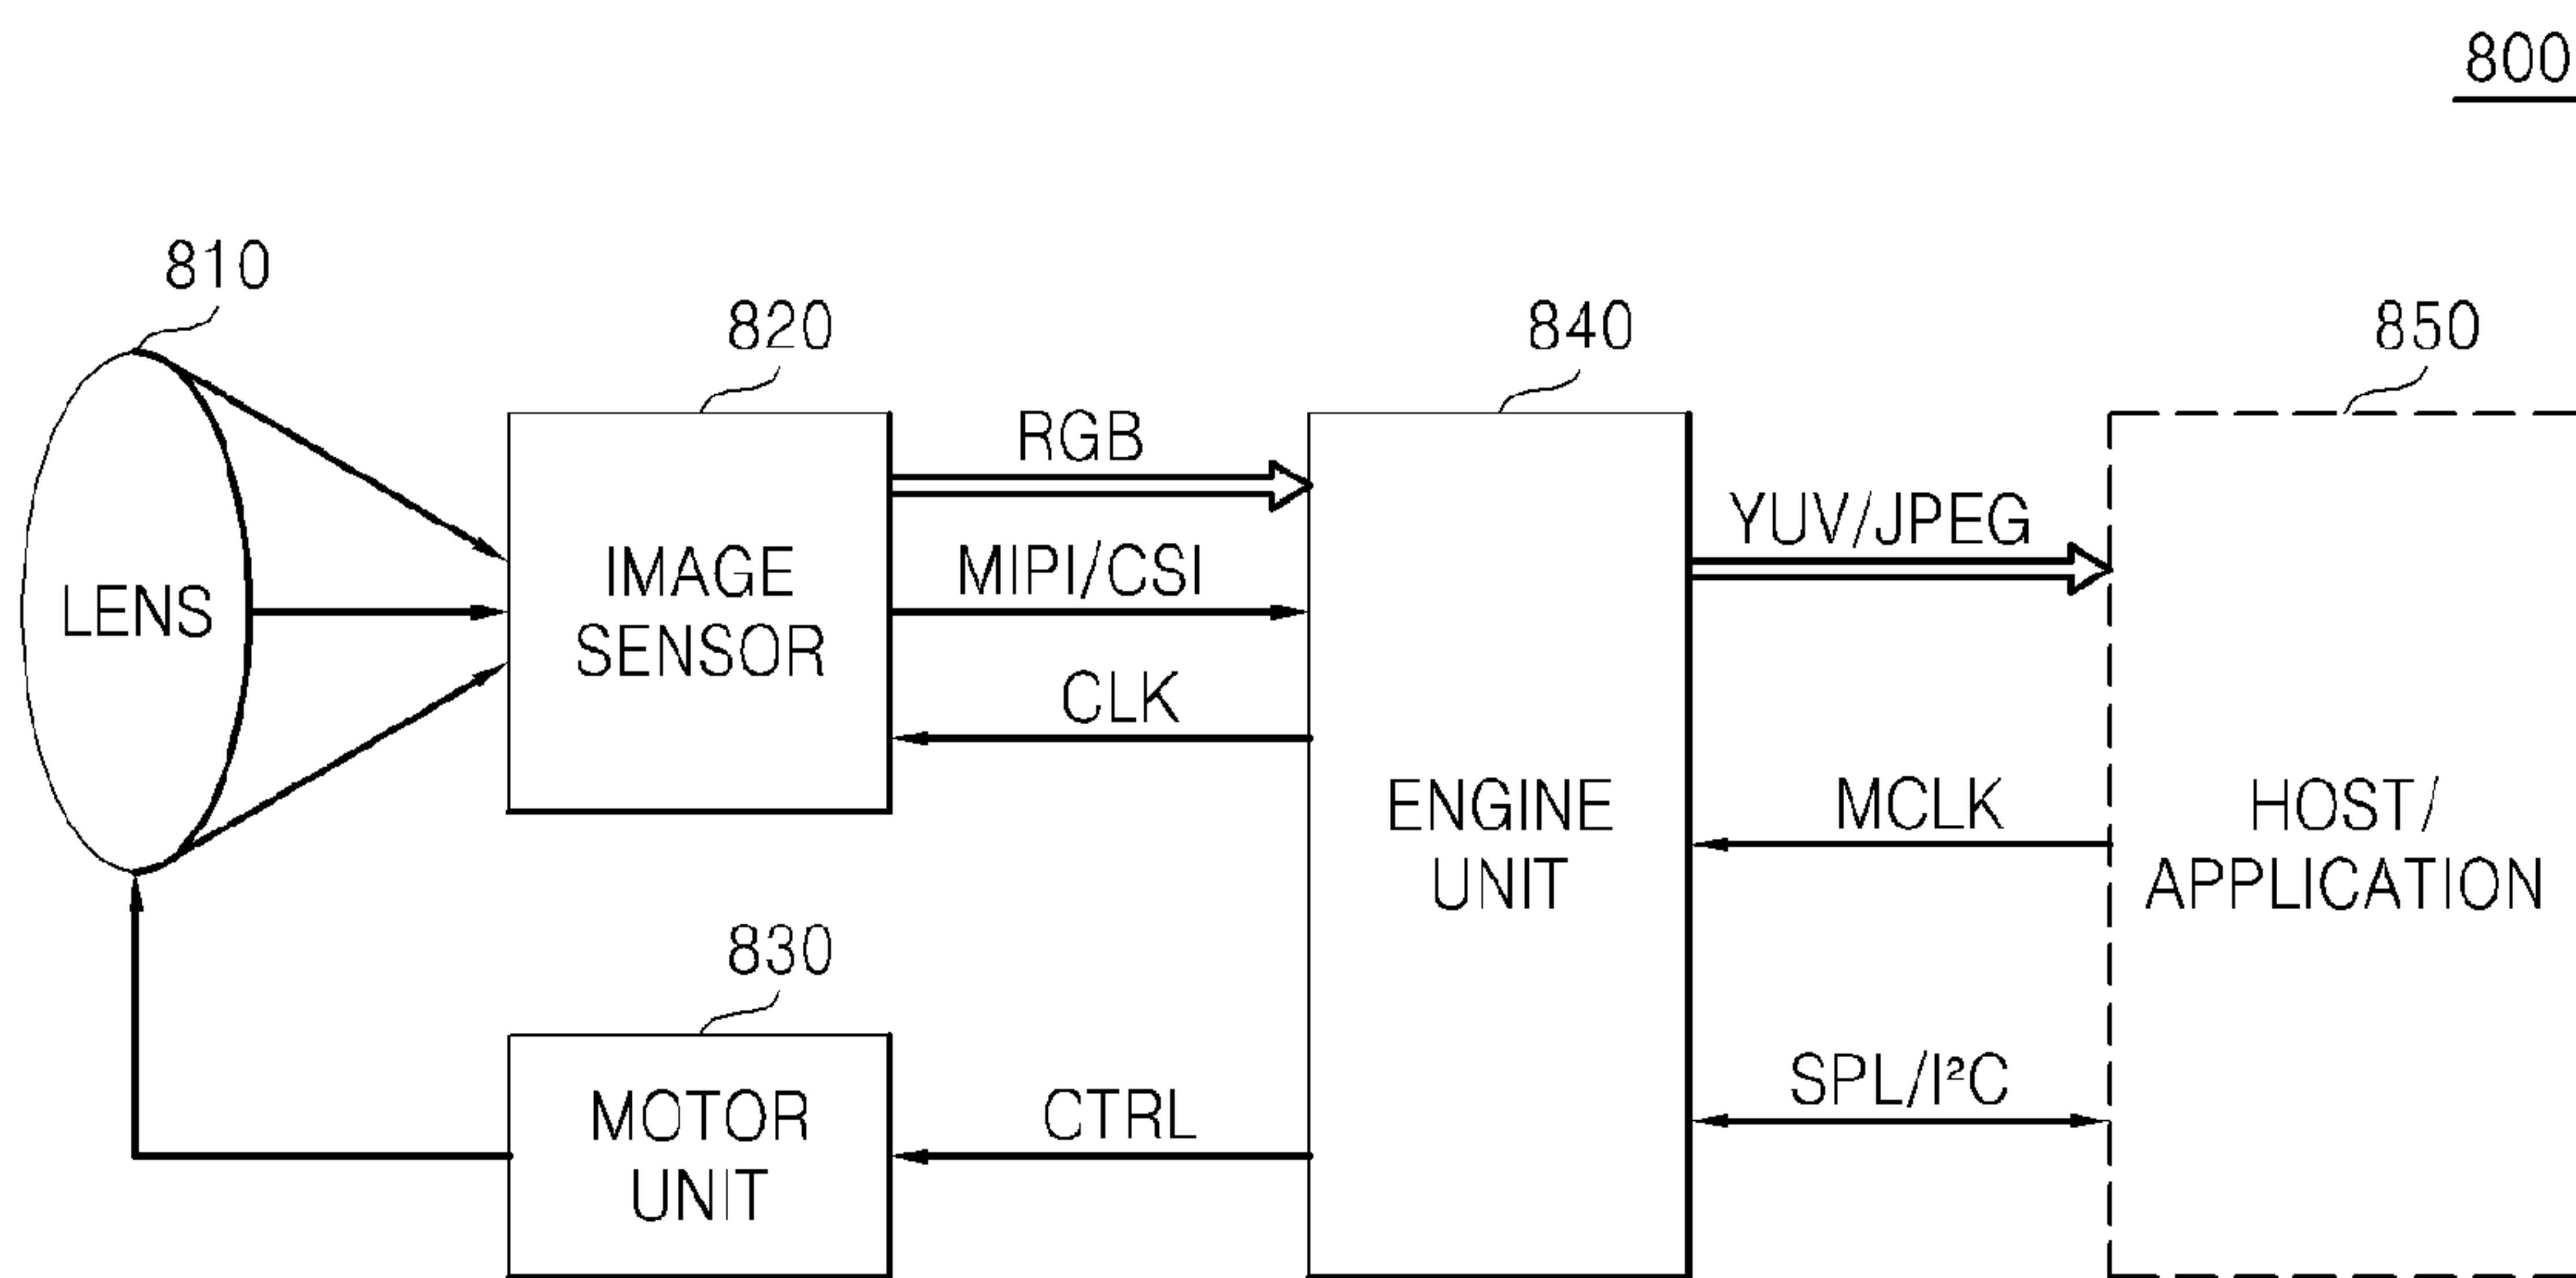 800
810
820
840
850
RGB
YUV/JPEG
MIPI/CSI
IMAGE
SENSOR
LENS
CLK
MCLK
ENGINE
UNIT
HOST/
APPLICATION
830
SPL/I²C
CTRL
MOTOR
UNIT